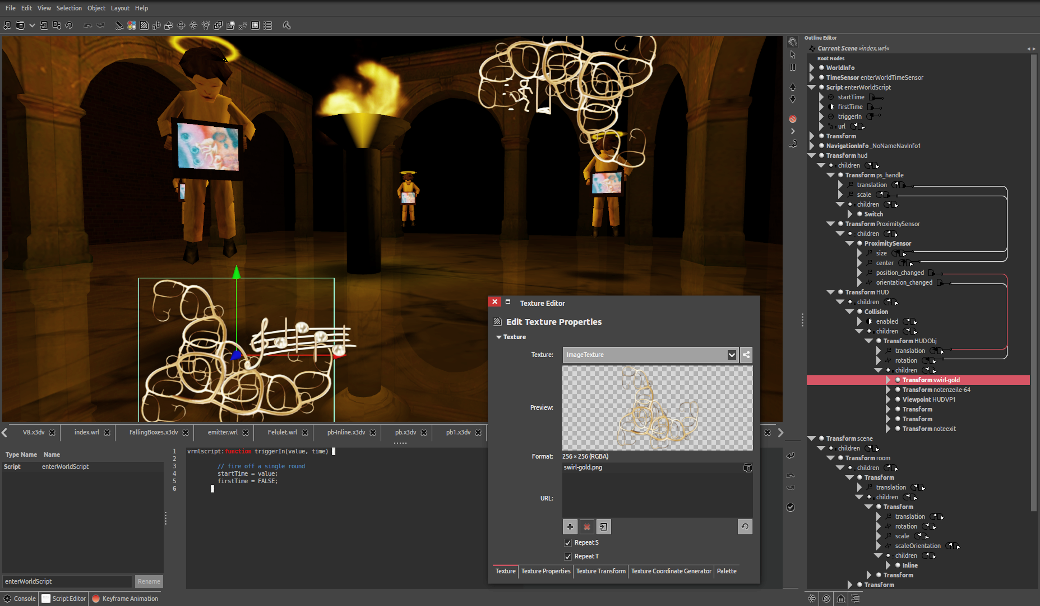 File Edit View Selection Object Layout Help
Outline Editor
Current Scene »index.wrl«
Root Nodes
WorldInfo
TimeSensor enterWorldTimeSensor
Script enterWorldScript
startTime
firstTime
triggerIn
url
Transform
NavigationInfo _NoNameNavInfo1
Transform hud
children
Transform ps_handle
translation
scale
children
Switch
Transform ProximitySensor
children
ProximitySensor
size
center
position_changed
orientation_changed
Transform HUD
children
Collision
enabled
children
Transform HUDObj
translation
rotation
children
Transform swirl-gold
Transform notenzeile-64
Viewpoint HUDVP1
Transform
Transform
Transform noteexit
Transform scene
children
Transform room
children
Transform
translation
children
Transform
translation
rotation
scale
scaleOrientation
children
Inline
Transform
Transform
Texture Editor
Edit Texture Properties
Texture
Texture: ImageTexture
Preview:
Format: 256 × 256 (RGBA)
swirl-gold.png
URL:
Repeat S
Repeat T
Texture Texture Properties Texture Transform Texture Coordinate Generator Palette
V8.x3dv index.wrl FallingBoxes.x3dv emitter.wrl Felulet.wrl pb-inline.x3dv pb.x3dv pb1.x3dv
Type Name Name
Script enterWorldScript
1
2
3
4
5
6
vrmlscript:function triggerIn(value, time) {
// fire off a single round
startTime = value;
firstTime = FALSE;
}
enterWorldScript Rename
Console Script Editor Keyframe Animation